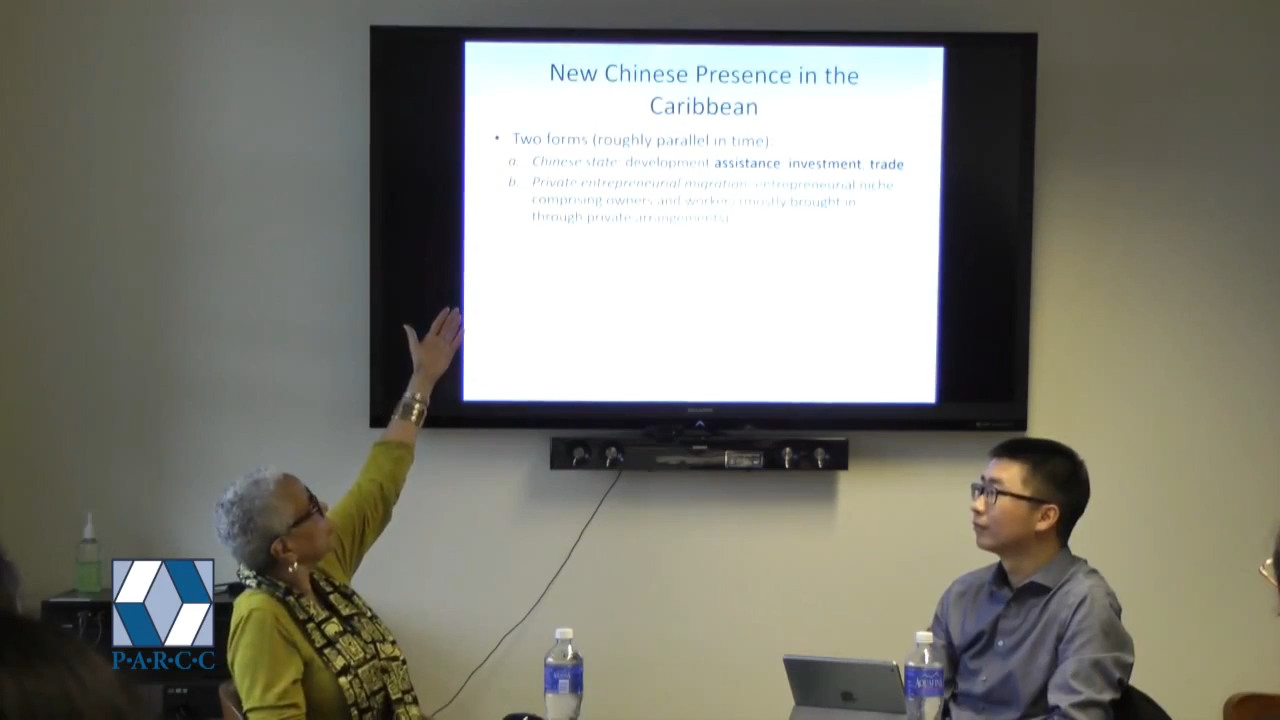 New Chinese Presence in the
Caribbean
• Two forms (roughly parallel in time)
a. Chinese state: development assistance, investment, trade
b. Private entrepreneurial migration: entrepreneurial niche
comprising owners and workers (mostly brought in
through private arrangements)
P·A·R·C·C
AQUAFINA